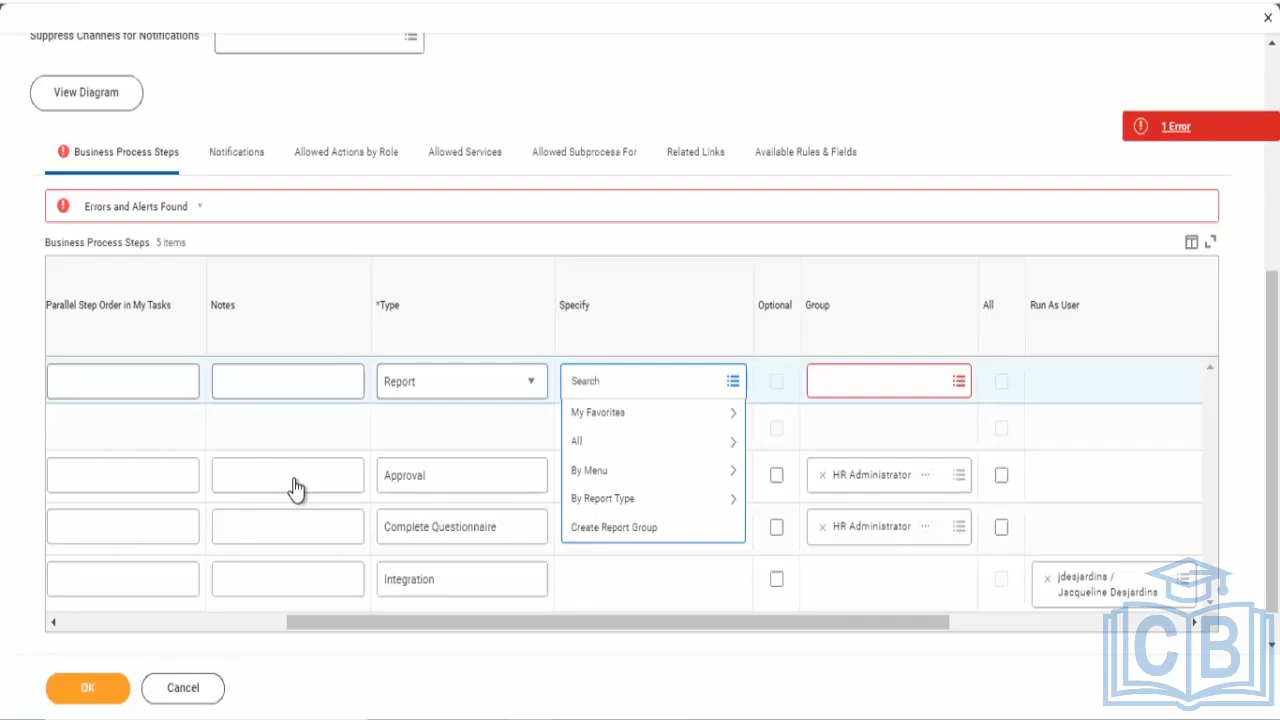 Suppress Channels for Notifications
View Diagram
1 Error
Business Process Steps
Notifications
Allowed Actions by Role
Allowed Services
Allowed Subprocess For
Related Links
Available Rules & Fields
Errors and Alerts Found
Business Process Steps 5 items
Parallel Step Order in My Tasks
Notes
*Type
Specify
Optional
Group
All
Run As User
Report
Search
My Favorites
All
By Menu
By Report Type
Create Report Group
Approval
HR Administrator
Complete Questionnaire
HR Administrator
Integration
jdesjardins /
Jacqueline Desjardins
OK
Cancel
CB